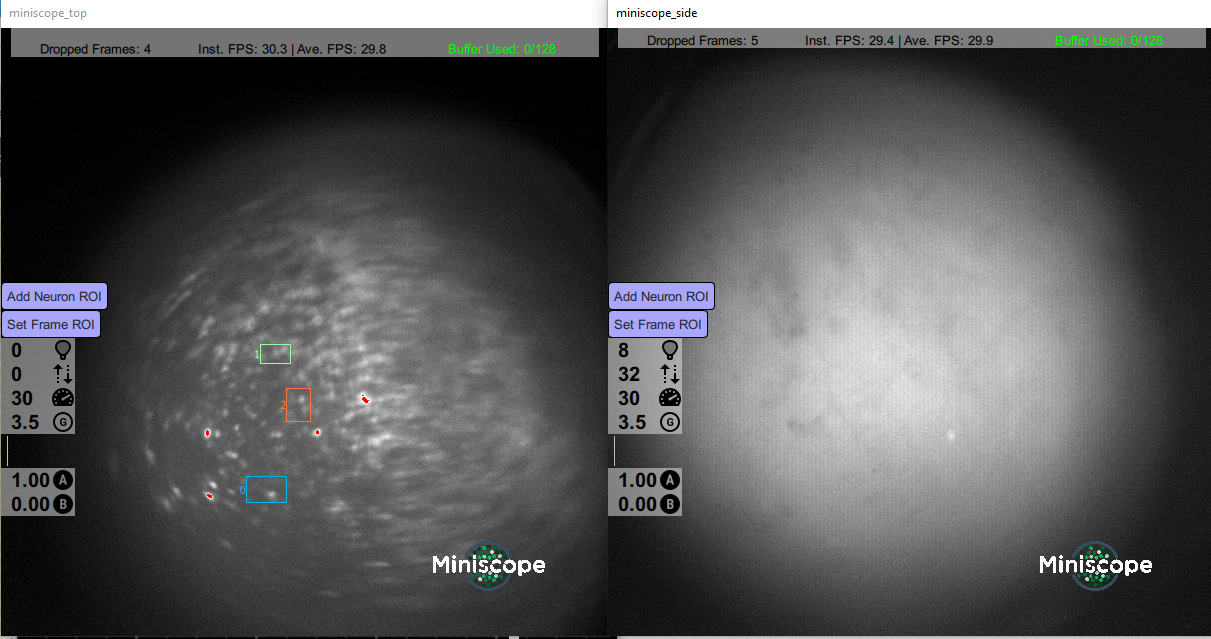 miniscope_top
Dropped Frames: 4 Inst. FPS: 30.3 | Ave. FPS: 29.8 Buffer Used: 0/128
Add Neuron ROI
Set Frame ROI
0
0
30
3.5 G
1.00 A
0.00 B
1
2
0
Miniscope
miniscope_side
Dropped Frames: 5 Inst. FPS: 29.4 | Ave. FPS: 29.9 Buffer Used: 0/128
Add Neuron ROI
Set Frame ROI
8
32
30
3.5 G
1.00 A
0.00 B
Miniscope